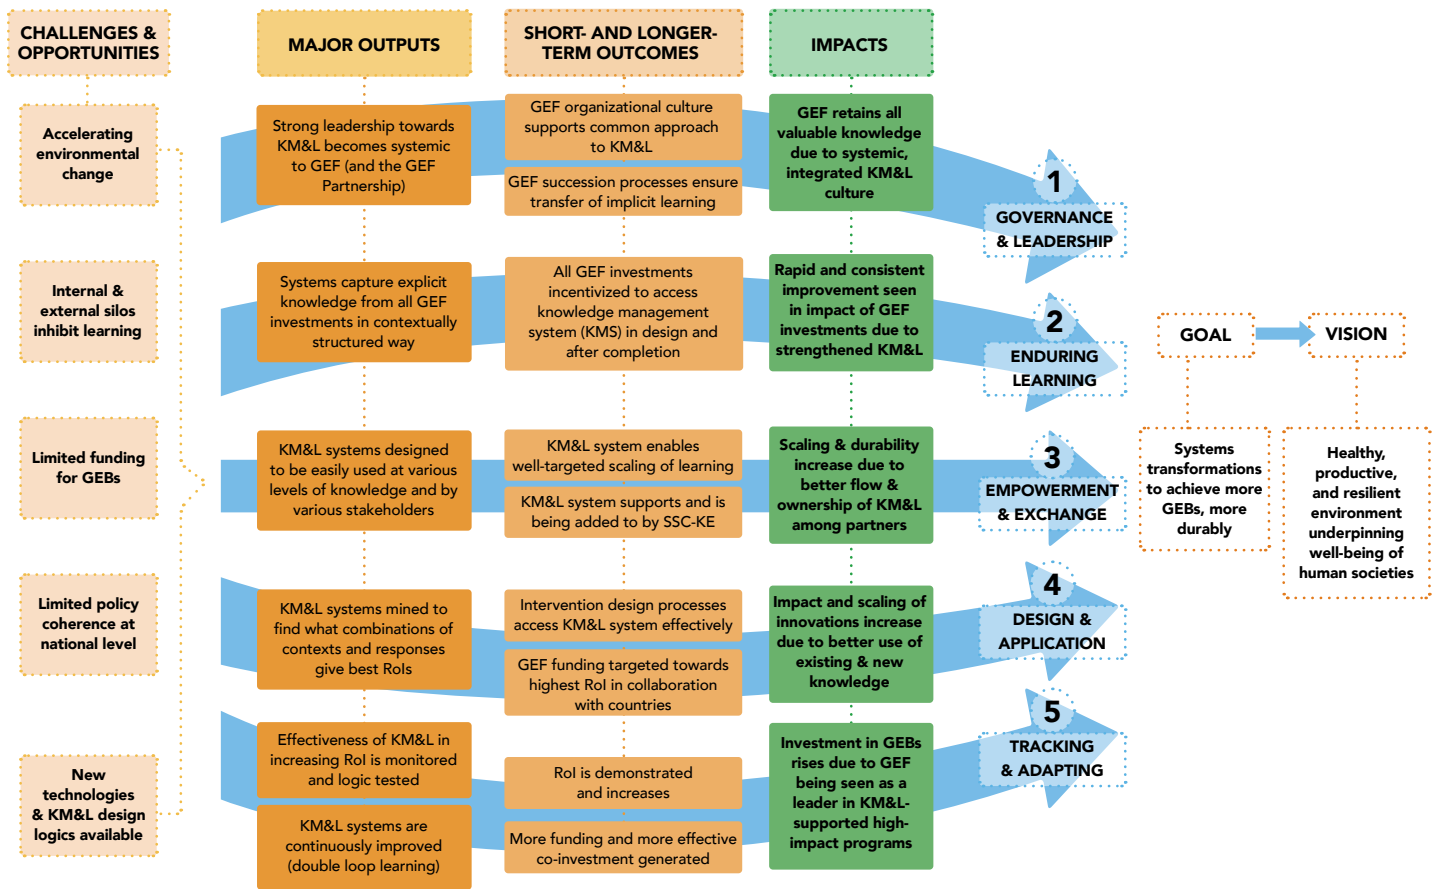 CHALLENGES &
OPPORTUNITIES
MAJOR OUTPUTS
SHORT- AND LONGER-
TERM OUTCOMES
IMPACTS
Accelerating
environmental
change
Strong leadership towards
KM&L becomes systemic
to GEF (and the GEF
Partnership)
GEF organizational culture
supports common approach
to KM&L
GEF succession processes ensure
transfer of implicit learning
GEF retains all
valuable knowledge
due to systemic,
integrated KM&L
culture
1
GOVERNANCE
& LEADERSHIP
Internal &
external silos
inhibit learning
Systems capture explicit
knowledge from all GEF
investments in contextually
structured way
All GEF investments
incentivized to access
knowledge management
system (KMS) in design and
after completion
Rapid and consistent
improvement seen
in impact of GEF
investments due to
strengthened KM&L
2
ENDURING
LEARNING
Limited funding
for GEBs
KM&L systems designed
to be easily used at various
levels of knowledge and by
various stakeholders
KM&L system enables
well-targeted scaling of learning
KM&L system supports and is
being added to by SSC-KE
Scaling & durability
increase due to
better flow &
ownership of KM&L
among partners
3
EMPOWERMENT
& EXCHANGE
Limited policy
coherence at
national level
KM&L systems mined to
find what combinations of
contexts and responses
give best RoIs
Intervention design processes
access KM&L system effectively
GEF funding targeted towards
highest RoI in collaboration
with countries
Impact and scaling of
innovations increase
due to better use of
existing & new
knowledge
4
DESIGN &
APPLICATION
New
technologies
& KM&L design
logics available
Effectiveness of KM&L in
increasing RoI is monitored
and logic tested
KM&L systems are
continuously improved
(double loop learning)
RoI is demonstrated
and increases
More funding and more effective
co-investment generated
Investment in GEBs
rises due to GEF
being seen as a
leader in KM&L-
supported high-
impact programs
5
TRACKING
& ADAPTING
GOAL
VISION
Systems
transformations
to achieve more
GEBs, more
durably
Healthy,
productive,
and resilient
environment
underpinning
well-being of
human societies